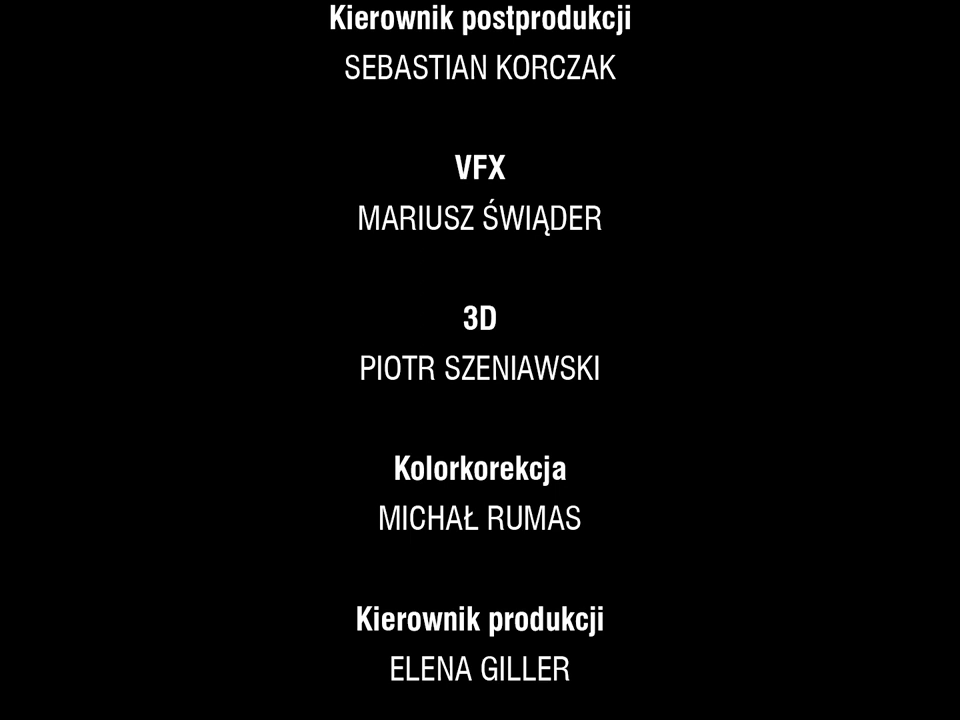 Kierownik postprodukcji
SEBASTIAN KORCZAK
VFX
MARIUSZ ŚWIĄDER
3D
PIOTR SZENIAWSKI
Kolorkorekcja
MICHAŁ RUMAS
Kierownik produkcji
ELENA GILLER